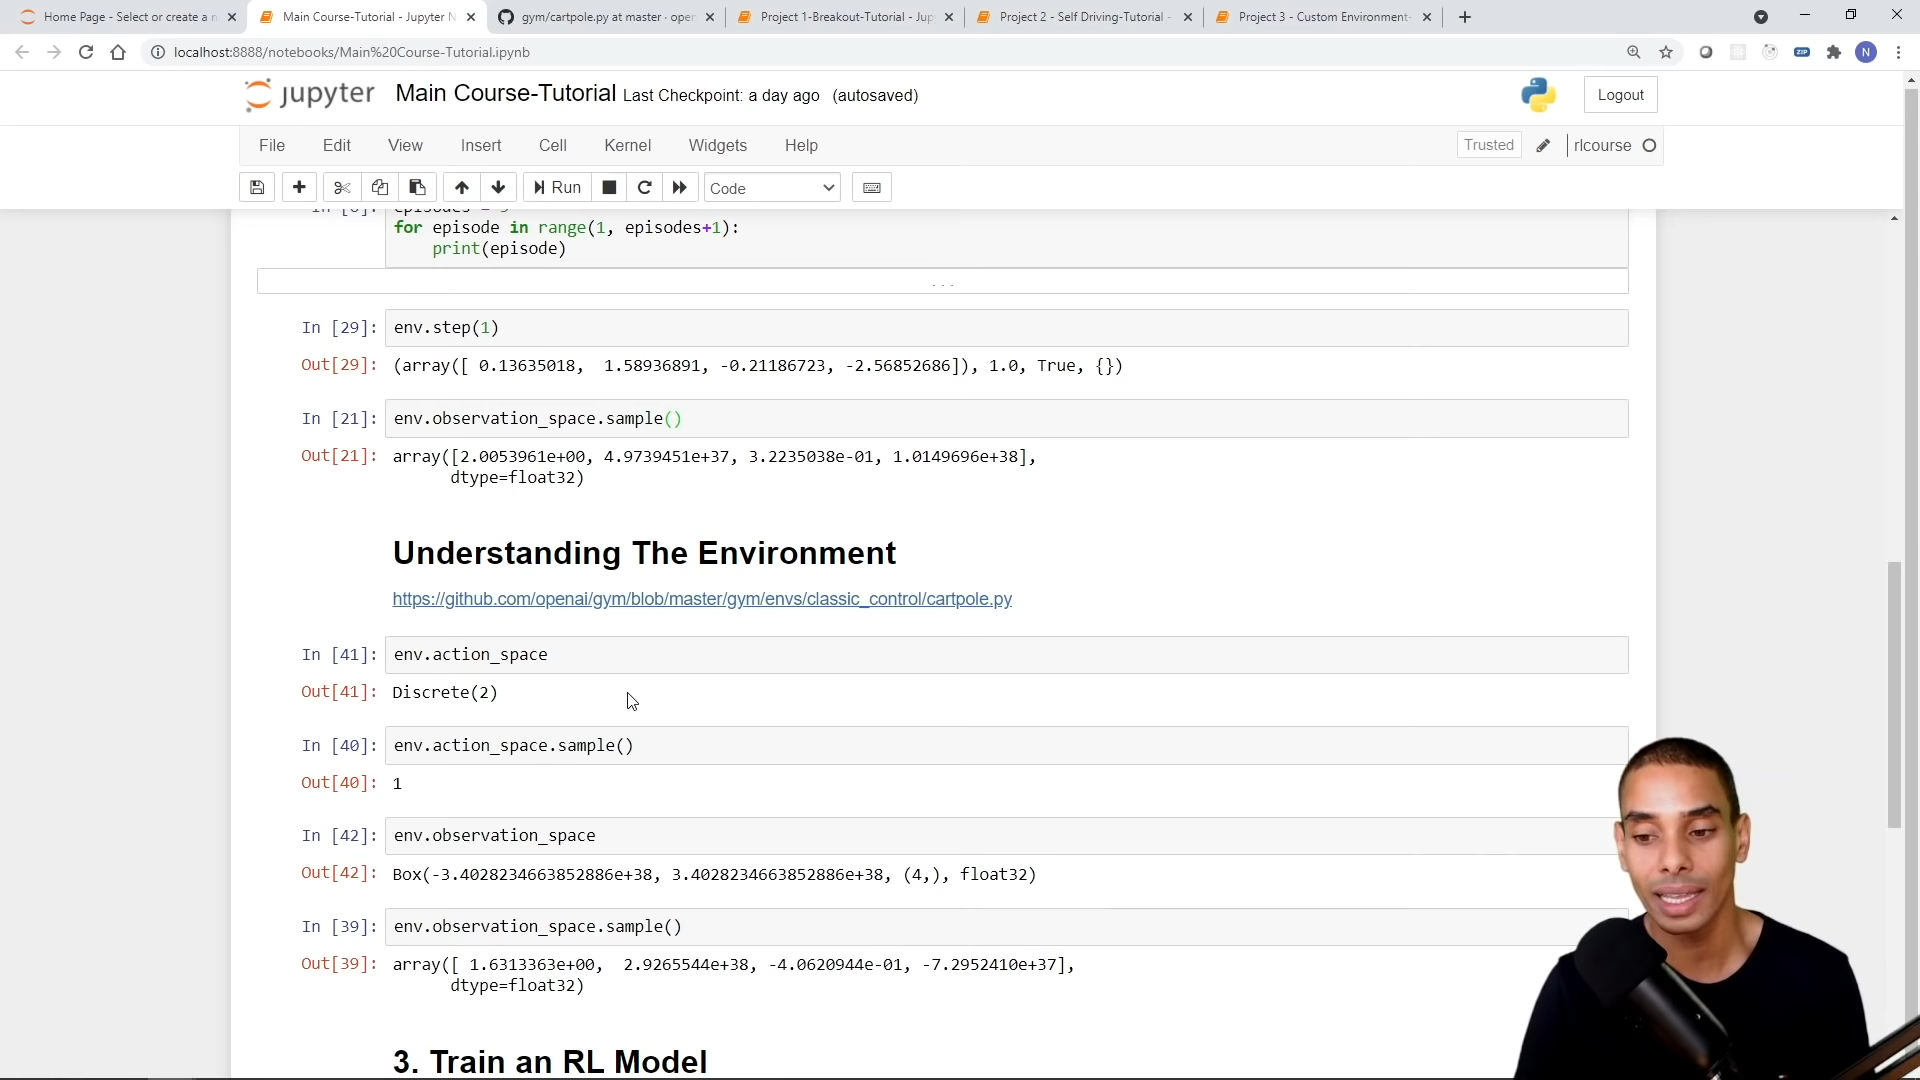 Home Page - Select or create a n
Main Course-Tutorial - Jupyter N
gym/cartpole.py at master · open
Project 1-Breakout-Tutorial - Jup
Project 2 - Self Driving-Tutorial -
Project 3 - Custom Environment-
localhost:8888/notebooks/Main%20Course-Tutorial.ipynb
ZIP
N
jupyter Main Course-Tutorial Last Checkpoint: a day ago (autosaved)
Logout
File Edit View Insert Cell Kernel Widgets Help
Trusted
rlcourse
Run
Code
for episode in range(1, episodes+1):
print(episode)
...
In [29]: env.step(1)
Out[29]: (array([ 0.13635018, 1.58936891, -0.21186723, -2.56852686]), 1.0, True, {})
In [21]: env.observation_space.sample()
Out[21]: array([2.0053961e+00, 4.9739451e+37, 3.2235038e-01, 1.0149696e+38],
dtype=float32)
Understanding The Environment
https://github.com/openai/gym/blob/master/gym/envs/classic_control/cartpole.py
In [41]: env.action_space
Out[41]: Discrete(2)
In [40]: env.action_space.sample()
Out[40]: 1
In [42]: env.observation_space
Out[42]: Box(-3.4028234663852886e+38, 3.4028234663852886e+38, (4,), float32)
In [39]: env.observation_space.sample()
Out[39]: array([ 1.6313363e+00, 2.9265544e+38, -4.0620944e-01, -7.2952410e+37],
dtype=float32)
3. Train an RL Model